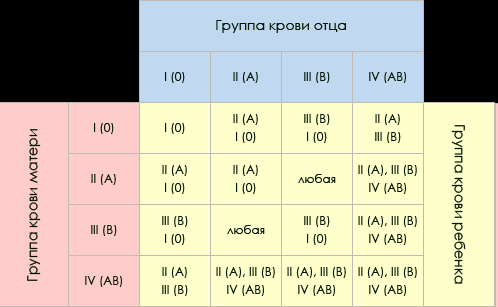 Группа крови отца
I (0) II (A) III (B) IV (AB)
Группа крови матери
I (0)
I (0)
II (A)
I (0)
III (B)
I (0)
II (A)
III (B)
II (A)
II (A)
I (0)
II (A)
I (0)
любая
II (A), III (B)
IV (AB)
III (B)
III (B)
I (0)
любая
III (B)
I (0)
II (A), III (B)
IV (AB)
IV (AB)
II (A)
III (B)
II (A), III (B)
IV (AB)
II (A), III (B)
IV (AB)
II (A), III (B)
IV (AB)
Группа крови ребенка